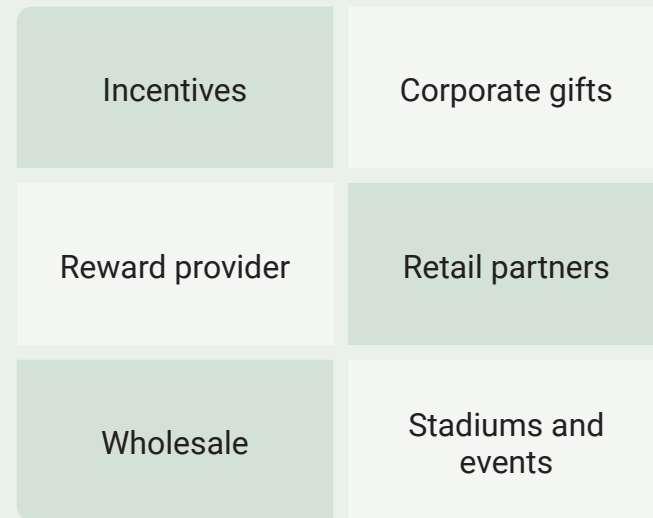 Incentives
Corporate gifts
Reward provider
Retail partners
Wholesale
Stadiums and
events